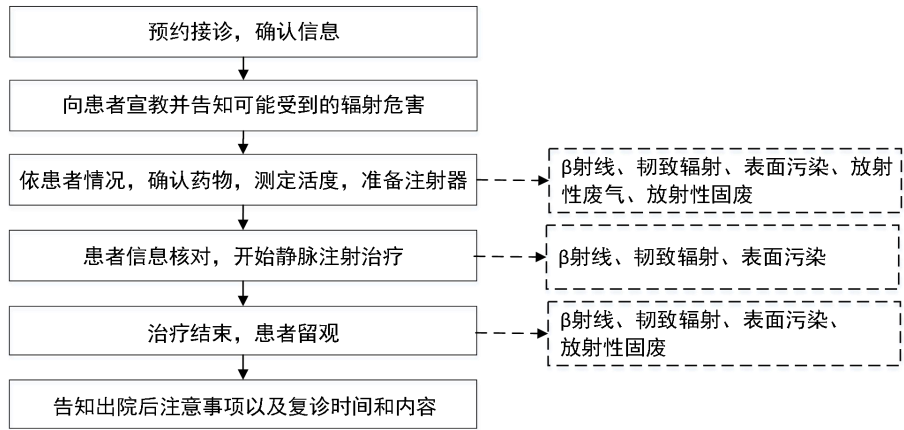 预约接诊，确认信息
向患者宣教并告知可能受到的辐射危害
依患者情况，确认药物，测定活度，准备注射器
β射线、韧致辐射、表面污染、放射
性废气、放射性固废
患者信息核对，开始静脉注射治疗
β射线、韧致辐射、表面污染
治疗结束，患者留观
β射线、韧致辐射、表面污染、
放射性固废
告知出院后注意事项以及复诊时间和内容